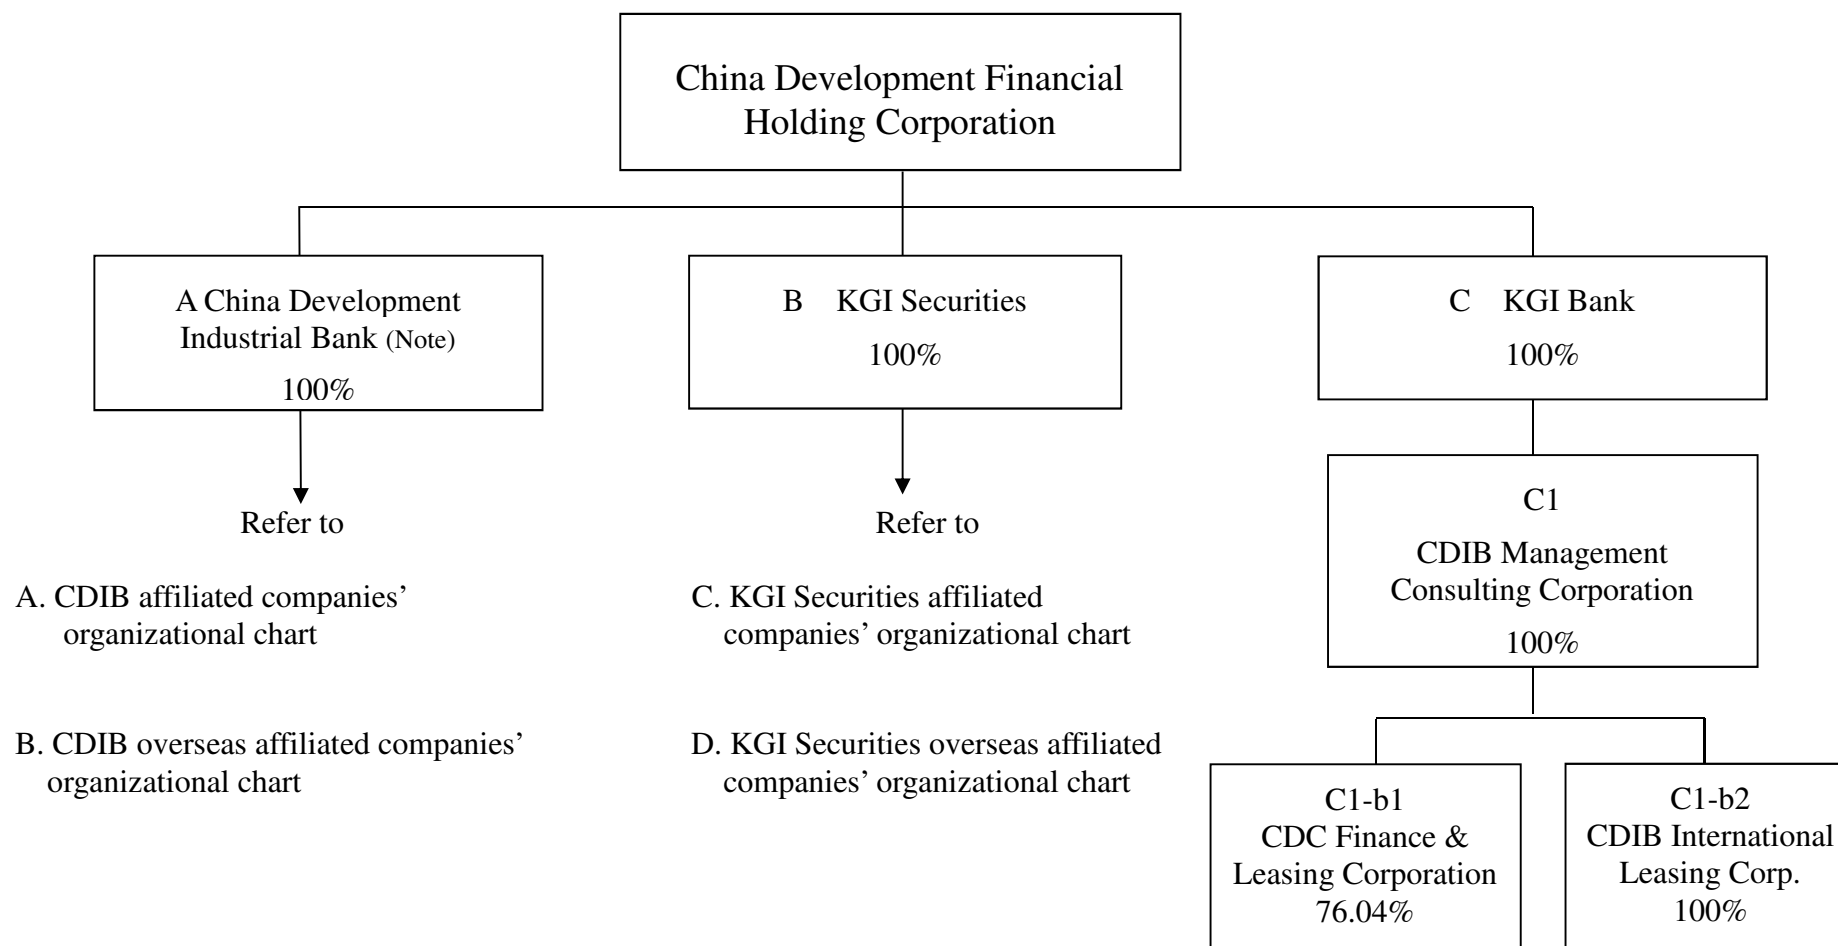 China Development Financial
Holding Corporation
A China Development
Industrial Bank (Note)
100%
B KGI Securities
100%
C KGI Bank
100%
Refer to
A. CDIB affiliated companies’
organizational chart
B. CDIB overseas affiliated companies’
organizational chart
Refer to
C. KGI Securities affiliated
companies’ organizational chart
D. KGI Securities overseas affiliated
companies’ organizational chart
C1
CDIB Management
Consulting Corporation
100%
C1-b1
CDC Finance &
Leasing Corporation
76.04%
C1-b2
CDIB International
Leasing Corp.
100%